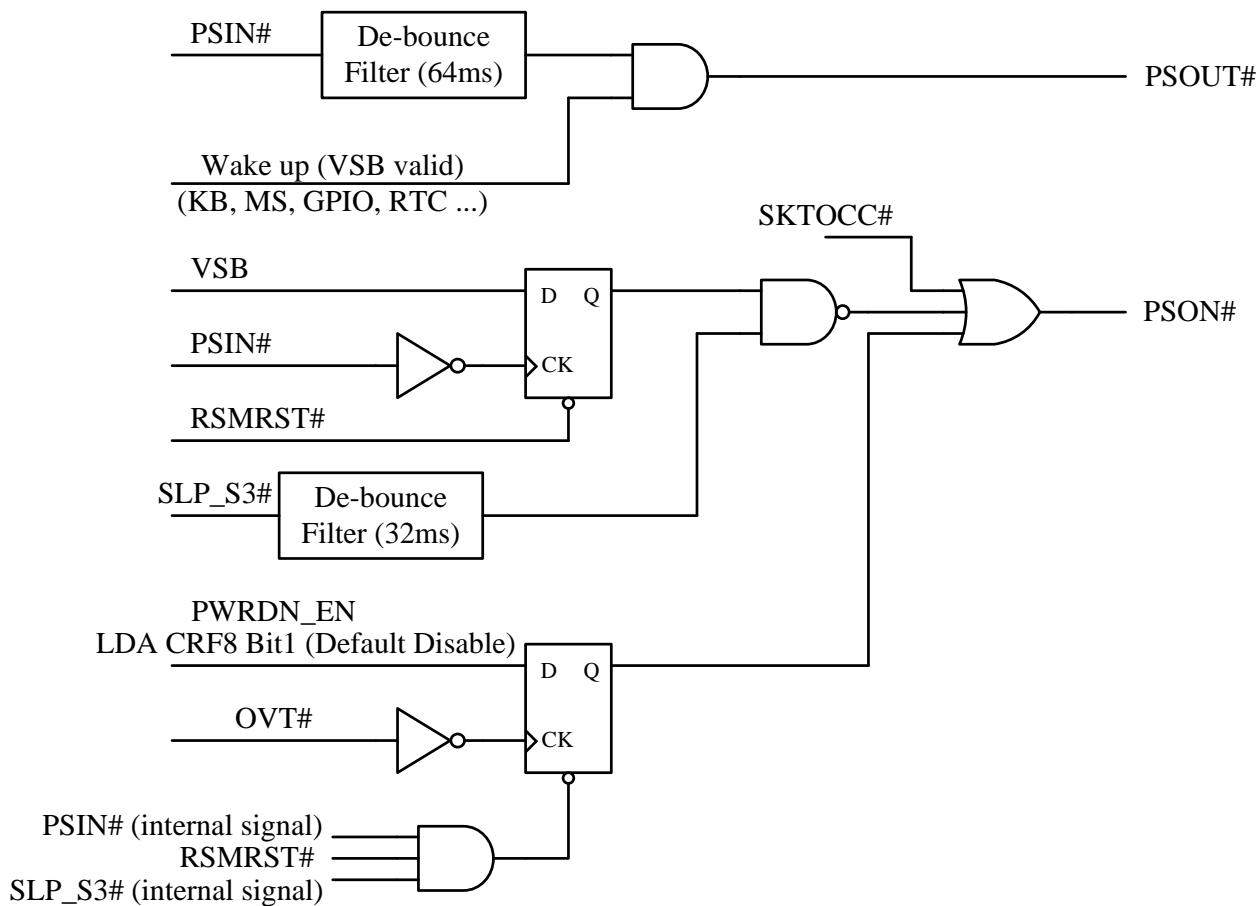 PSIN#
De-bounce
Filter (64ms)
PSOUT#
Wake up (VSB valid)
(KB, MS, GPIO, RTC ...)
SKTOCC#
VSB
D Q
PSON#
PSIN#
CK
RSMRST#
SLP_S3#
De-bounce
Filter (32ms)
PWRDN_EN
LDA CRF8 Bit1 (Default Disable)
D Q
OVT#
CK
PSIN# (internal signal)
RSMRST#
SLP_S3# (internal signal)